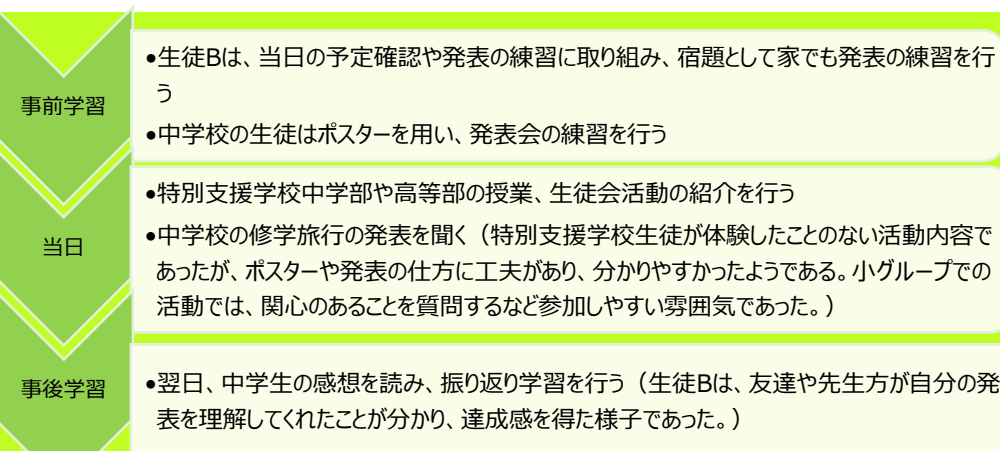 事前学習
•生徒Bは、当日の予定確認や発表の練習に取り組み、宿題として家でも発表の練習を行
う
•中学校の生徒はポスターを用い、発表会の練習を行う
当日
•特別支援学校中学部や高等部の授業、生徒会活動の紹介を行う
•中学校の修学旅行の発表を聞く（特別支援学校生徒が体験したことのない活動内容で
あったが、ポスターや発表の仕方に工夫があり、分かりやすかったようである。小グループでの
活動では、関心のあることを質問するなど参加しやすい雰囲気であった。）
事後学習
•翌日、中学生の感想を読み、振り返り学習を行う（生徒Bは、友達や先生方が自分の発
表を理解してくれたことが分かり、達成感を得た様子であった。）